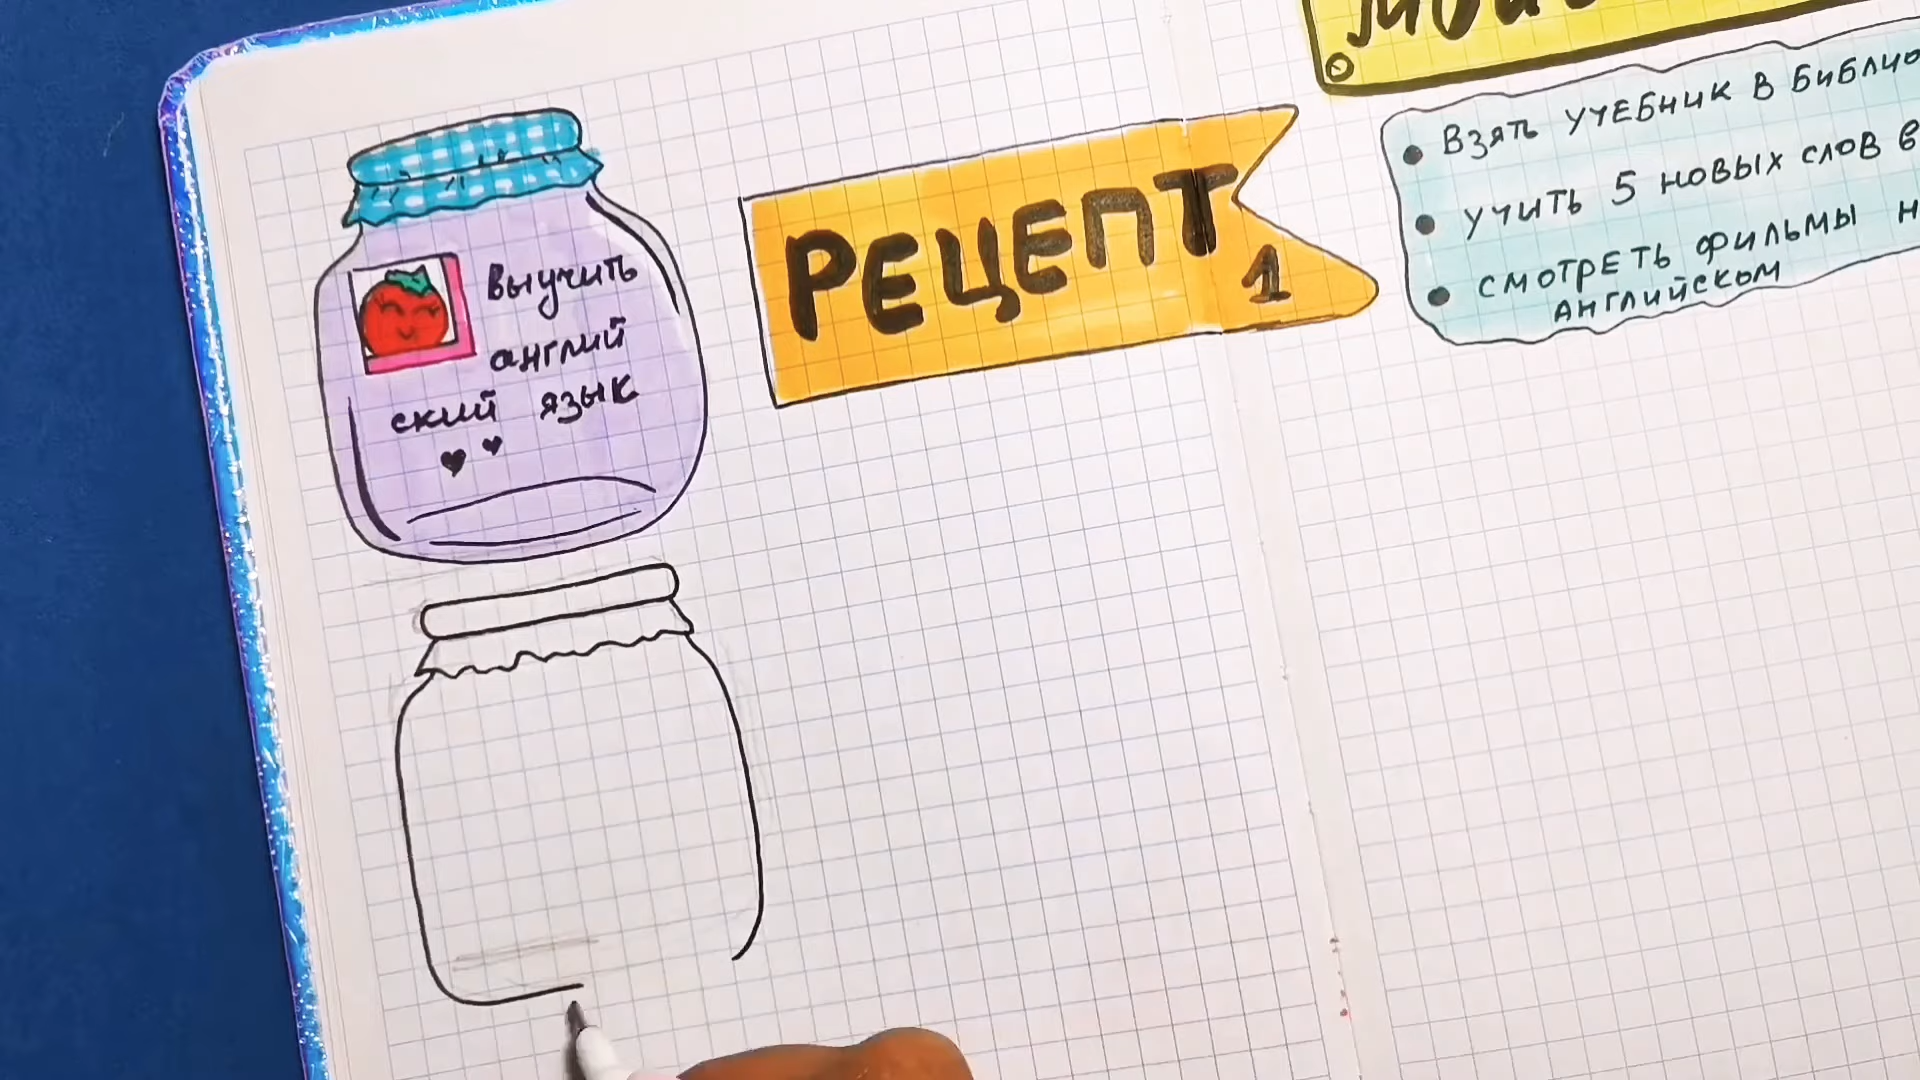 Выучить
англий
ский язык
РЕЦЕПТ
1
Взять учебник в
учить 5 новых слов в
смотреть фильмы
английском